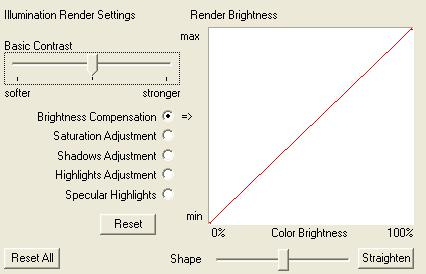 Illumination Render Settings
Render Brightness
Basic Contrast
softer
stronger
Brightness Compensation
=>
Saturation Adjustment
Shadows Adjustment
Highlights Adjustment
Specular Highlights
Reset
max
min
0%
Color Brightness
100%
Reset All
Shape
Straighten